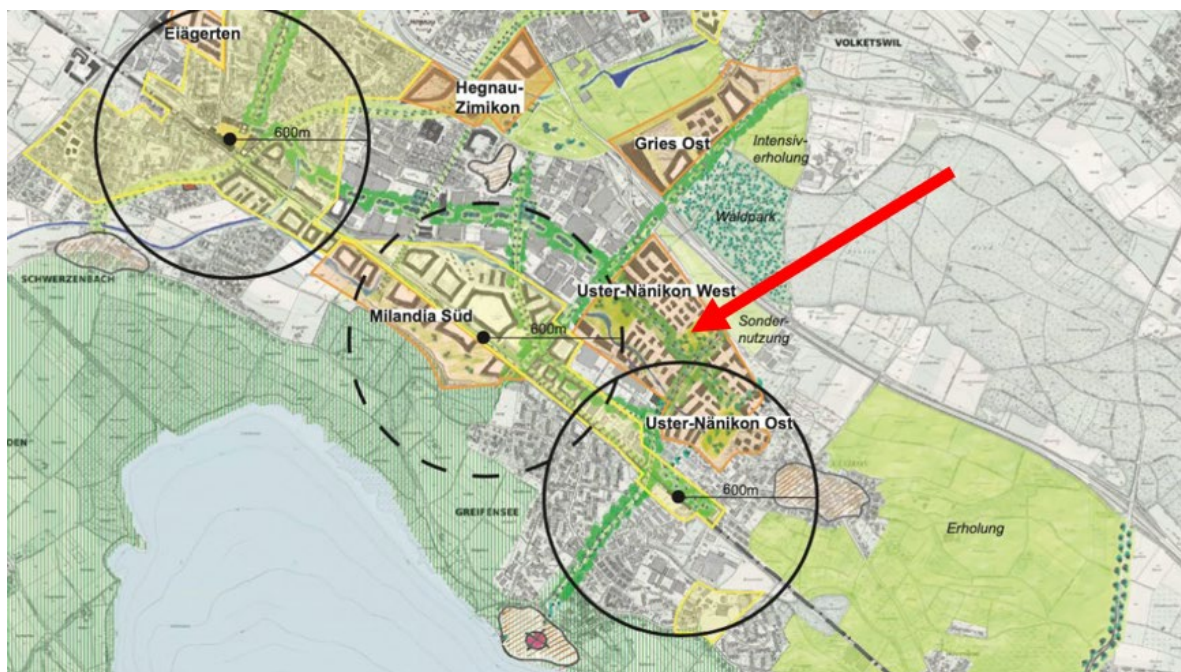 Eiägerten
VOLKETSWIL
Hegnau-
Zimikon
600m
Gries Ost
Intensiv-
erholung
Waldpark
SCHWERZENBACH
Uster-Nänikon West
Milandia Süd
600m
Sonder-
nutzung
Uster-Nänikon Ost
DEN
600m
GREIFENSEE
Erholung